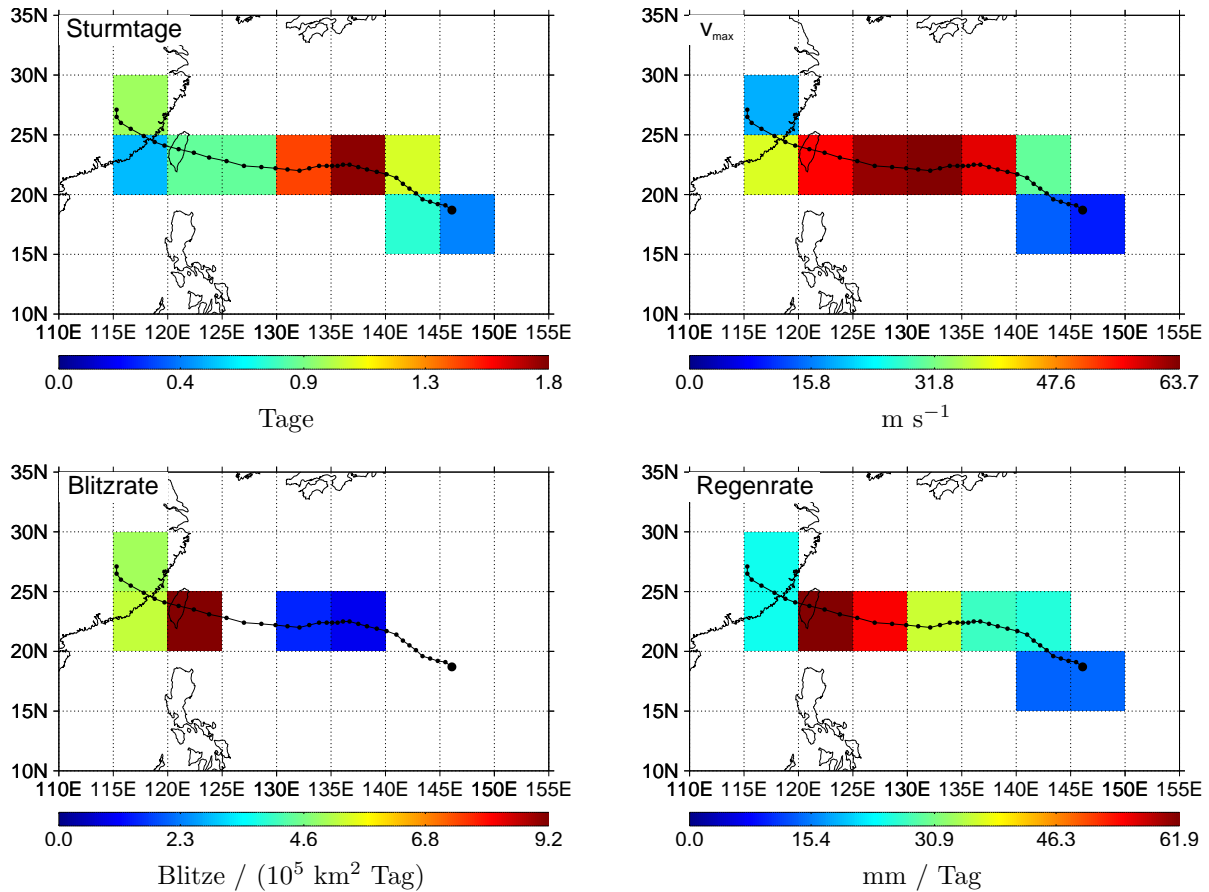 Sturmtage
35N
30N
25N
20N
15N
10N
110E 115E 120E 130E 135E 140E 145E 150E 155E
0.0 0.4 0.9 1.3 1.8
Tage
vmax
35N
30N
25N
20N
15N
10N
110E 115E 120E 130E 135E 140E 145E 150E 155E
0.0 15.8 31.8 47.6 63.7
m s⁻¹
Blitzrate
35N
30N
25N
20N
15N
10N
110E 115E 120E 130E 135E 140E 145E 150E 155E
0.0 2.3 4.6 6.8 9.2
Blitze / (10⁵ km² Tag)
Regenrate
35N
30N
25N
20N
15N
10N
110E 115E 120E 130E 135E 140E 145E 150E 155E
0.0 15.4 30.9 46.3 61.9
mm / Tag